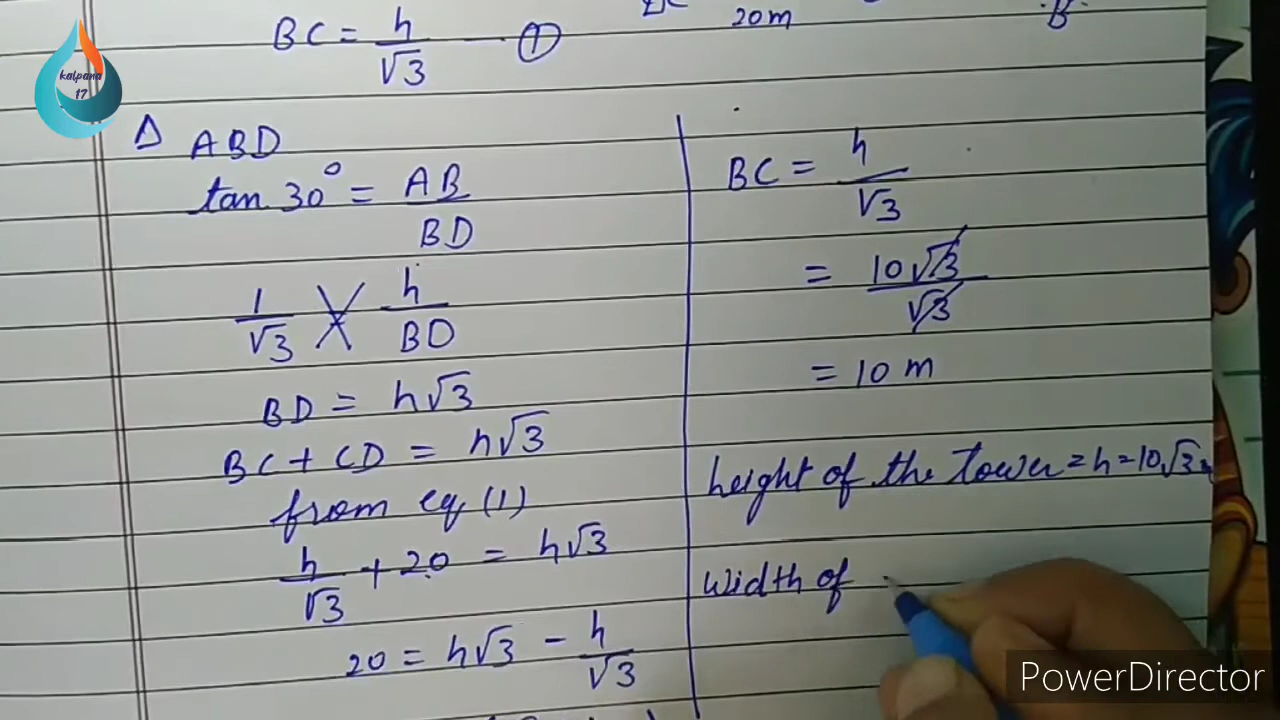 BC = h/√3 --- ①
20m
B
kalpana
17
Δ ABD
tan 30° = AB/BD
1/√3 = h/BD
BD = h√3
BC + CD = h√3
from eq (1)
h/√3 + 20 = h√3
20 = h√3 - h/√3
BC = h/√3
= 10√3/√3
= 10 m
height of the tower = h = 10√3 m
width of
PowerDirector